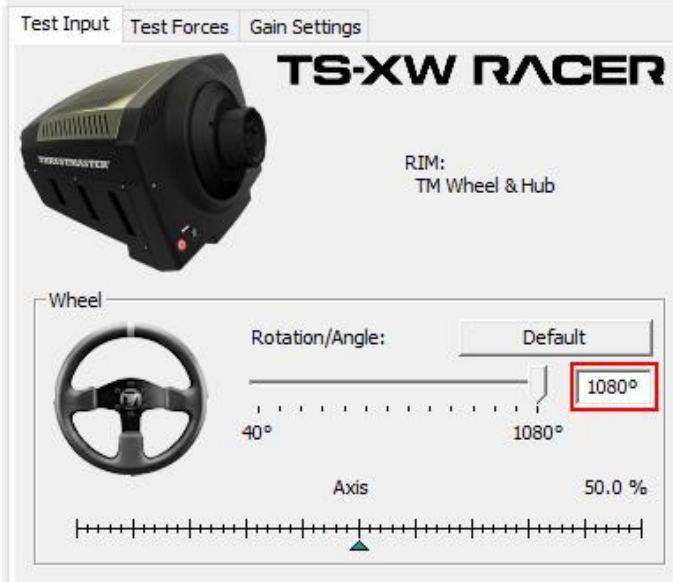 Test Input Test Forces Gain Settings
TS-XW RACER
THRUSTMASTER
RIM:
TM Wheel & Hub
Wheel
Rotation/Angle: Default
1080°
40° 1080°
Axis 50.0 %